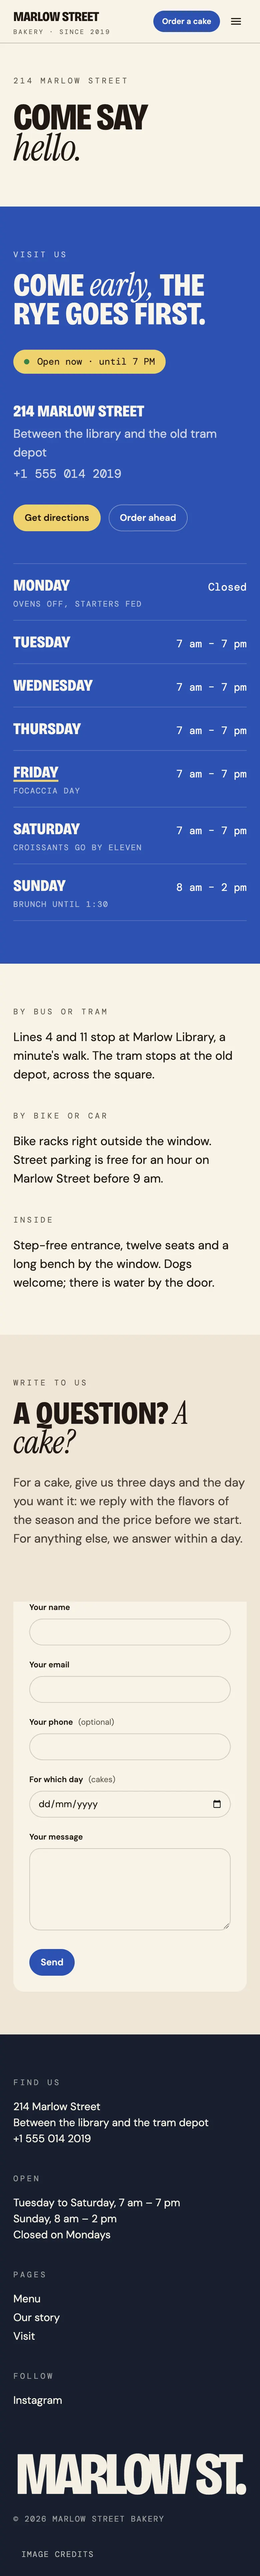 MARLOW STREET
BAKERY · SINCE 2019
Order a cake
214 MARLOW STREET
COME SAY
hello.
VISIT US
COME early, THE
RYE GOES FIRST.
Open now · until 7 PM
214 MARLOW STREET
Between the library and the old tram
depot
+1 555 014 2019
Get directions
Order ahead
MONDAY
Closed
OVENS OFF, STARTERS FED
TUESDAY
7 am – 7 pm
WEDNESDAY
7 am – 7 pm
THURSDAY
7 am – 7 pm
FRIDAY
7 am – 7 pm
FOCACCIA DAY
SATURDAY
7 am – 7 pm
CROISSANTS GO BY ELEVEN
SUNDAY
8 am – 2 pm
BRUNCH UNTIL 1:30
BY BUS OR TRAM
Lines 4 and 11 stop at Marlow Library, a
minute's walk. The tram stops at the old
depot, across the square.
BY BIKE OR CAR
Bike racks right outside the window.
Street parking is free for an hour on
Marlow Street before 9 am.
INSIDE
Step-free entrance, twelve seats and a
long bench by the window. Dogs
welcome; there is water by the door.
WRITE TO US
A QUESTION? A
cake?
For a cake, give us three days and the day
you want it: we reply with the flavors of
the season and the price before we start.
For anything else, we answer within a day.
Your name
Your email
Your phone (optional)
For which day (cakes)
dd/mm/yyyy
Your message
Send
FIND US
214 Marlow Street
Between the library and the tram depot
+1 555 014 2019
OPEN
Tuesday to Saturday, 7 am – 7 pm
Sunday, 8 am – 2 pm
Closed on Mondays
PAGES
Menu
Our story
Visit
FOLLOW
Instagram
MARLOW ST.
© 2026 MARLOW STREET BAKERY
IMAGE CREDITS